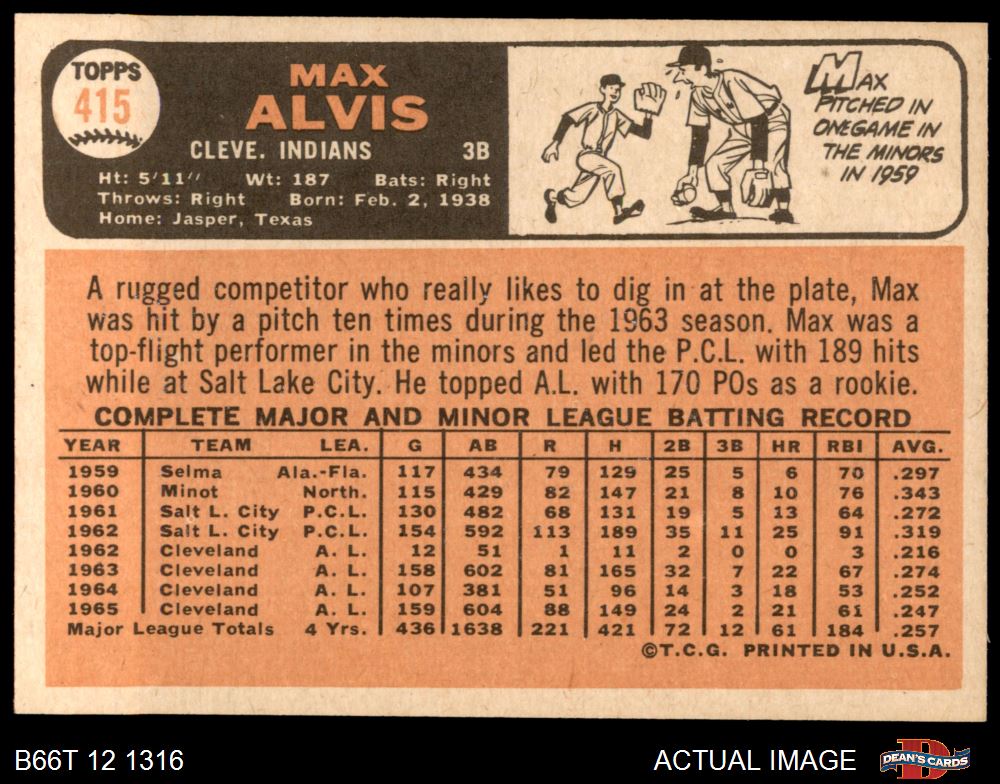 TOPPS
415
MAX
ALVIS
CLEVE. INDIANS 3B
Ht: 5'11" Wt: 187 Bats: Right
Throws: Right Born: Feb. 2, 1938
Home: Jasper, Texas
MAX
PITCHED IN
ONE GAME IN
THE MINORS
IN 1959
A rugged competitor who really likes to dig in at the plate, Max
was hit by a pitch ten times during the 1963 season. Max was a
top-flight performer in the minors and led the P.C.L. with 189 hits
while at Salt Lake City. He topped A.L. with 170 POs as a rookie.
COMPLETE MAJOR AND MINOR LEAGUE BATTING RECORD
YEAR TEAM LEA. G AB R H 2B 3B HR RBI AVG.
1959 Selma Ala.-Fla. 117 434 79 129 25 5 6 70 .297
1960 Minot North. 115 429 82 147 21 8 10 76 .343
1961 Salt L. City P.C.L. 130 482 68 131 19 5 13 64 .272
1962 Salt L. City P.C.L. 154 592 113 189 35 11 25 91 .319
1962 Cleveland A. L. 12 51 1 11 2 0 0 3 .216
1963 Cleveland A. L. 158 602 81 165 32 7 22 67 .274
1964 Cleveland A. L. 107 381 51 96 14 3 18 53 .252
1965 Cleveland A. L. 159 604 88 149 24 2 21 61 .247
Major League Totals 4 Yrs. 436 1638 221 421 72 12 61 184 .257
©T.C.G. PRINTED IN U.S.A.
B66T 12 1316 ACTUAL IMAGE DEAN'S CARDS